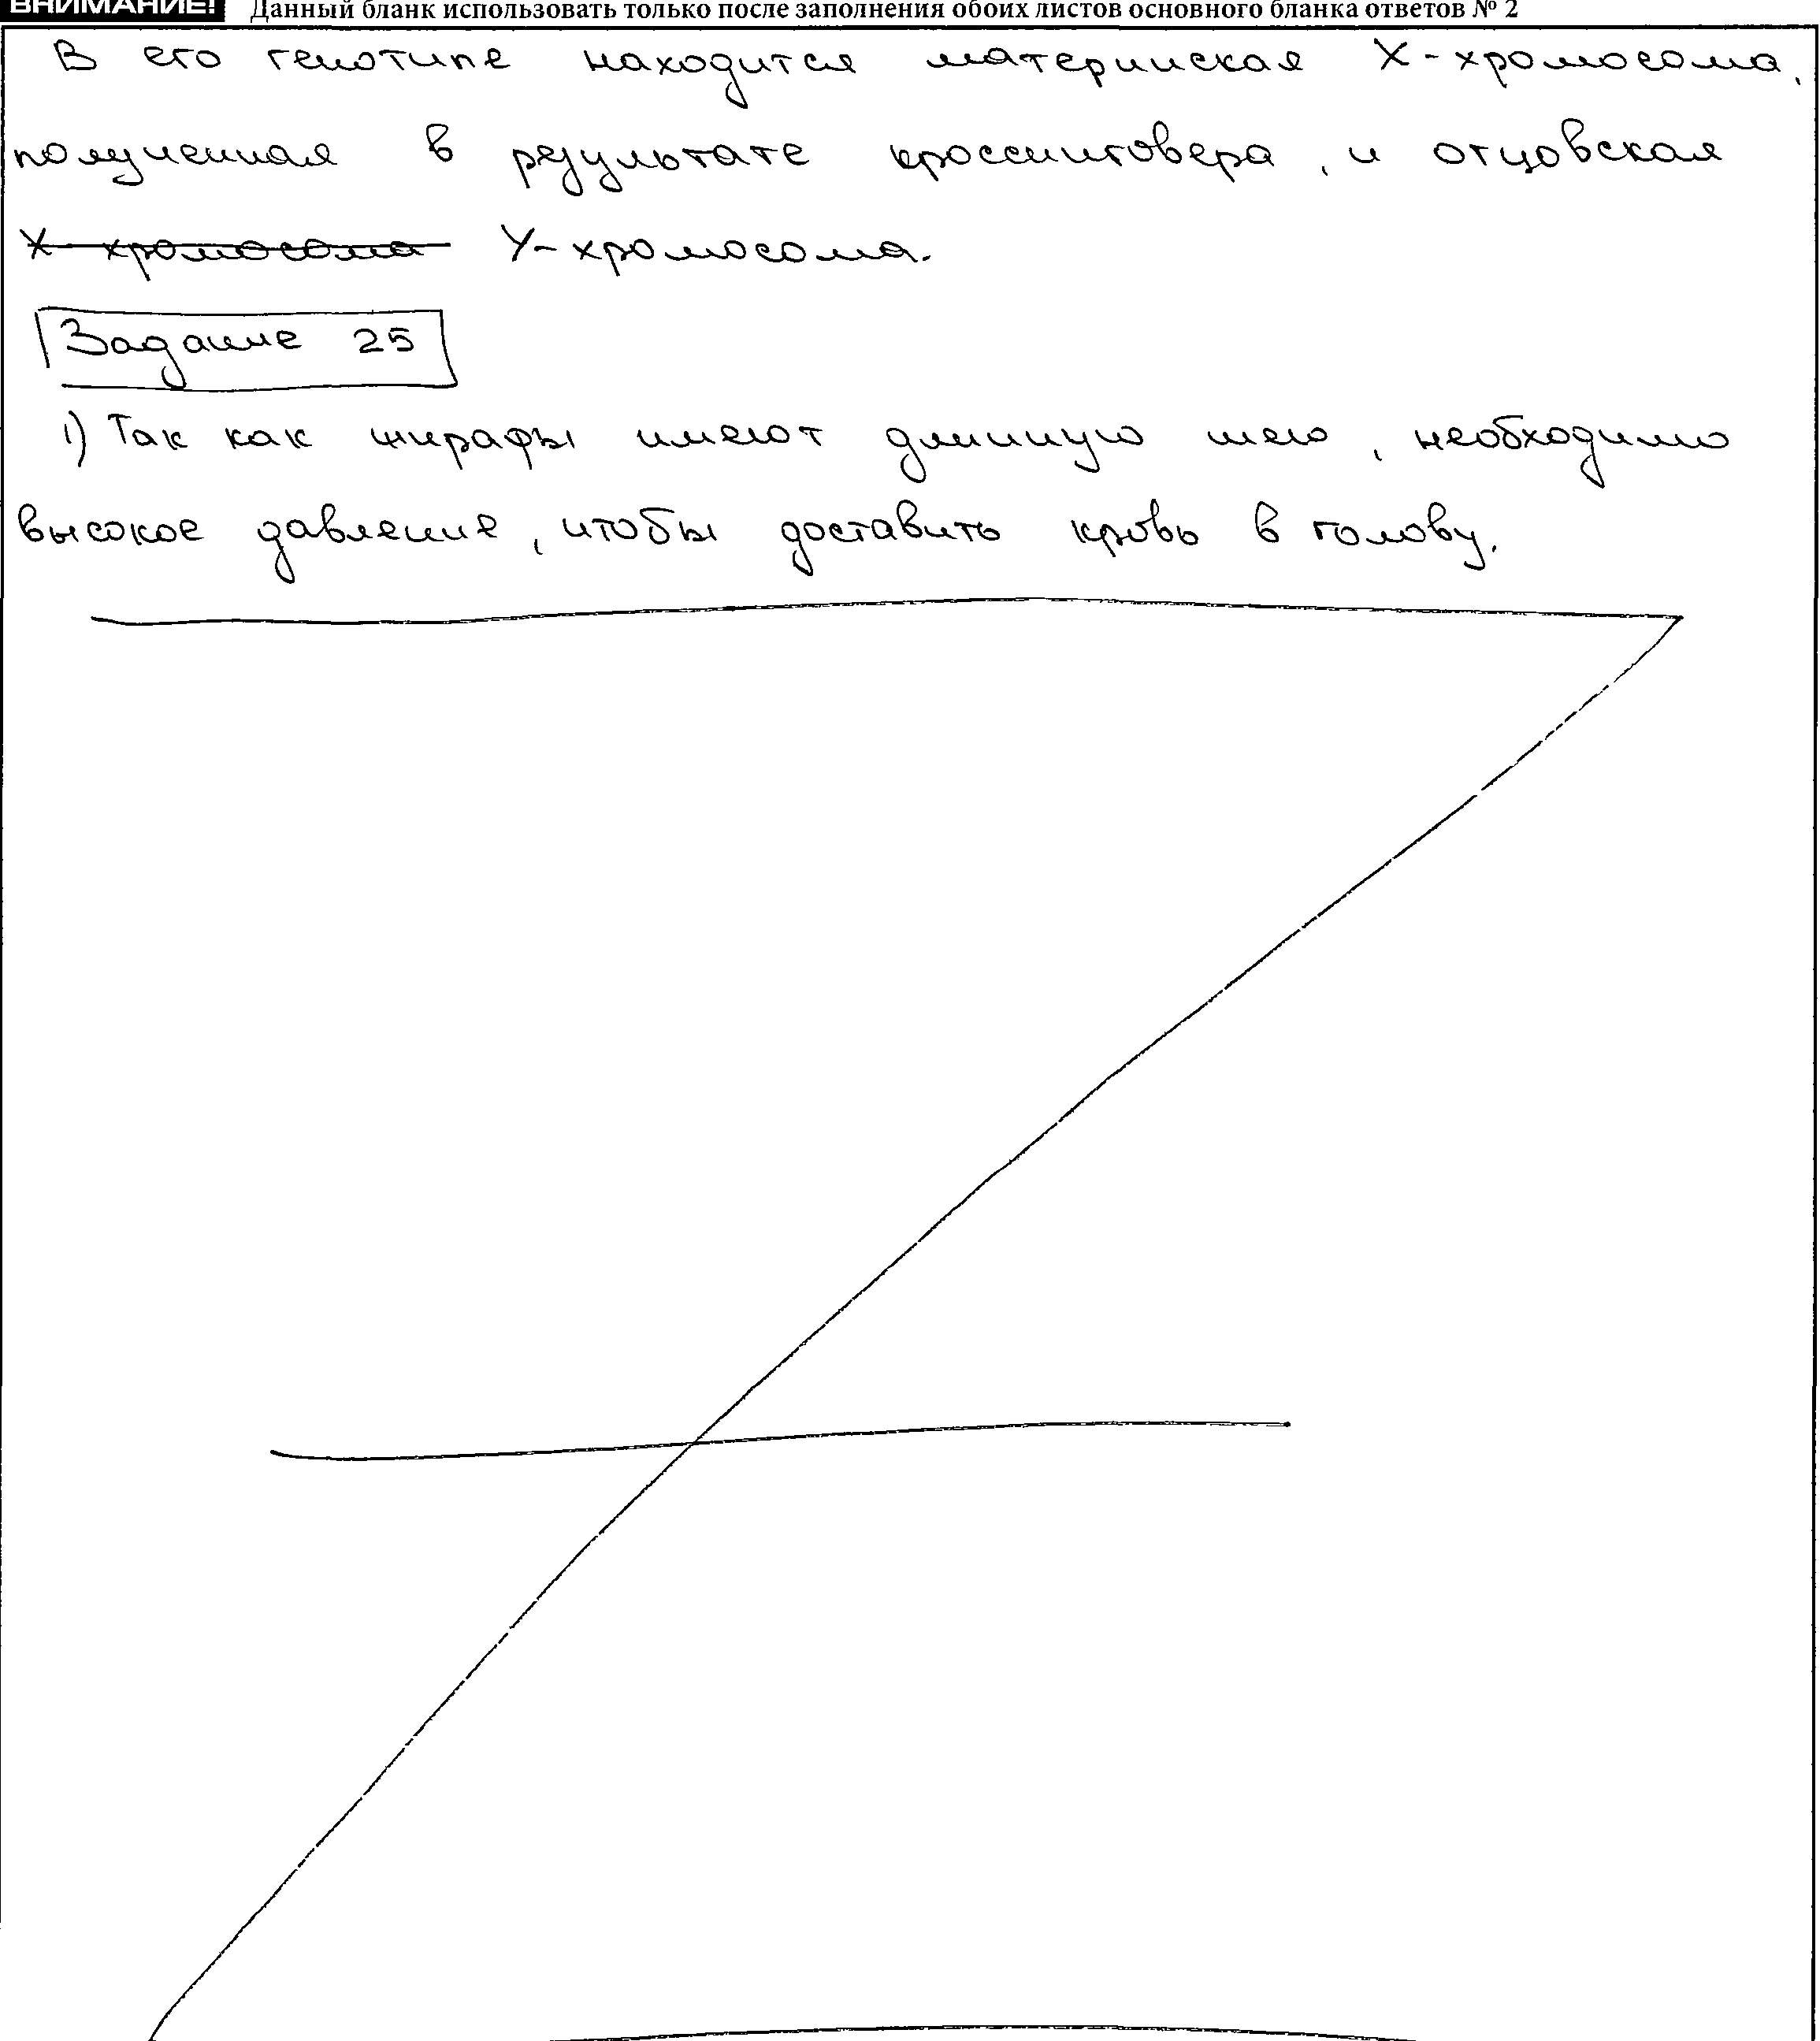 ВНИМАНИЕ! Данный бланк использовать только после заполнения обоих листов основного бланка ответов № 2
В его генотипе находится материнская Х-хромосома,
полученная в результате кроссинговера, и отцовская
Х-хромосома Y-хромосома.
Задание 25
1) Так как жирафы имеют длинную шею, необходимо
высокое давление, чтобы доставить кровь в голову.